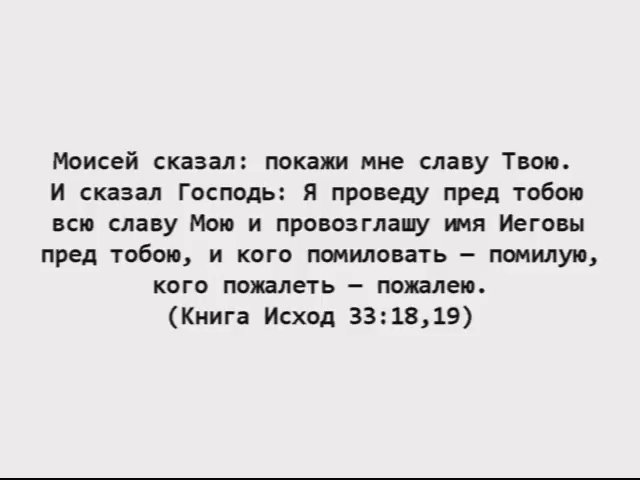 Моисей сказал: покажи мне славу Твою.
И сказал Господь: Я проведу пред тобою
всю славу Мою и провозглашу имя Иеговы
пред тобою, и кого помиловать — помилую,
кого пожалеть — пожалею.
(Книга Исход 33:18,19)